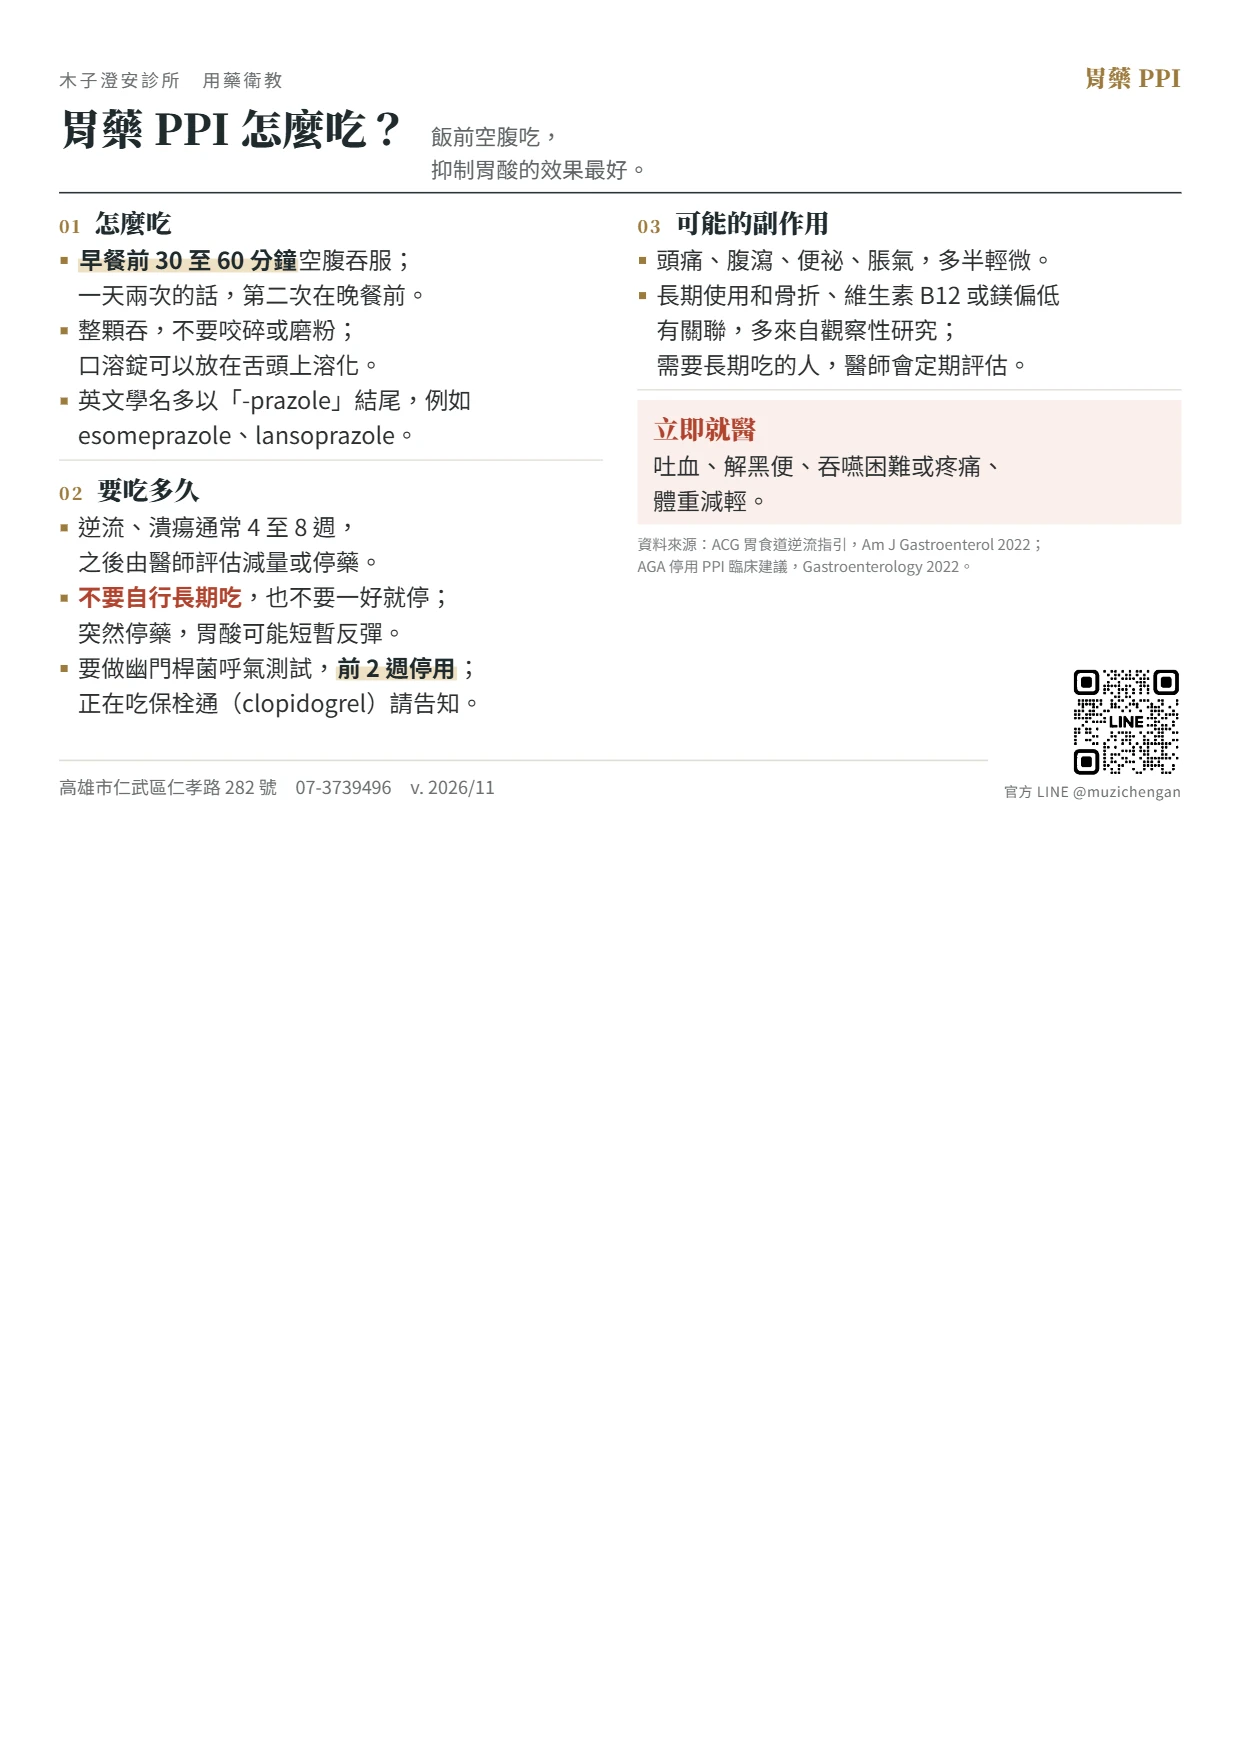 木子澄安診所　用藥衛教
胃藥 PPI
胃藥 PPI 怎麼吃？
飯前空腹吃，
抑制胃酸的效果最好。
01 怎麼吃
▪ 早餐前 30 至 60 分鐘空腹吞服；
一天兩次的話，第二次在晚餐前。
▪ 整顆吞，不要咬碎或磨粉；
口溶錠可以放在舌頭上溶化。
▪ 英文學名多以「-prazole」結尾，例如
esomeprazole、lansoprazole。
02 要吃多久
▪ 逆流、潰瘍通常 4 至 8 週，
之後由醫師評估減量或停藥。
▪ 不要自行長期吃，也不要一好就停；
突然停藥，胃酸可能短暫反彈。
▪ 要做幽門桿菌呼氣測試，前 2 週停用；
正在吃保栓通（clopidogrel）請告知。
03 可能的副作用
▪ 頭痛、腹瀉、便祕、脹氣，多半輕微。
▪ 長期使用和骨折、維生素 B12 或鎂偏低
有關聯，多來自觀察性研究；
需要長期吃的人，醫師會定期評估。
立即就醫
吐血、解黑便、吞嚥困難或疼痛、
體重減輕。
資料來源：ACG 胃食道逆流指引，Am J Gastroenterol 2022；
AGA 停用 PPI 臨床建議，Gastroenterology 2022。
LINE
高雄市仁武區仁孝路 282 號　07-3739496　v. 2026/11
官方 LINE @muzichengan